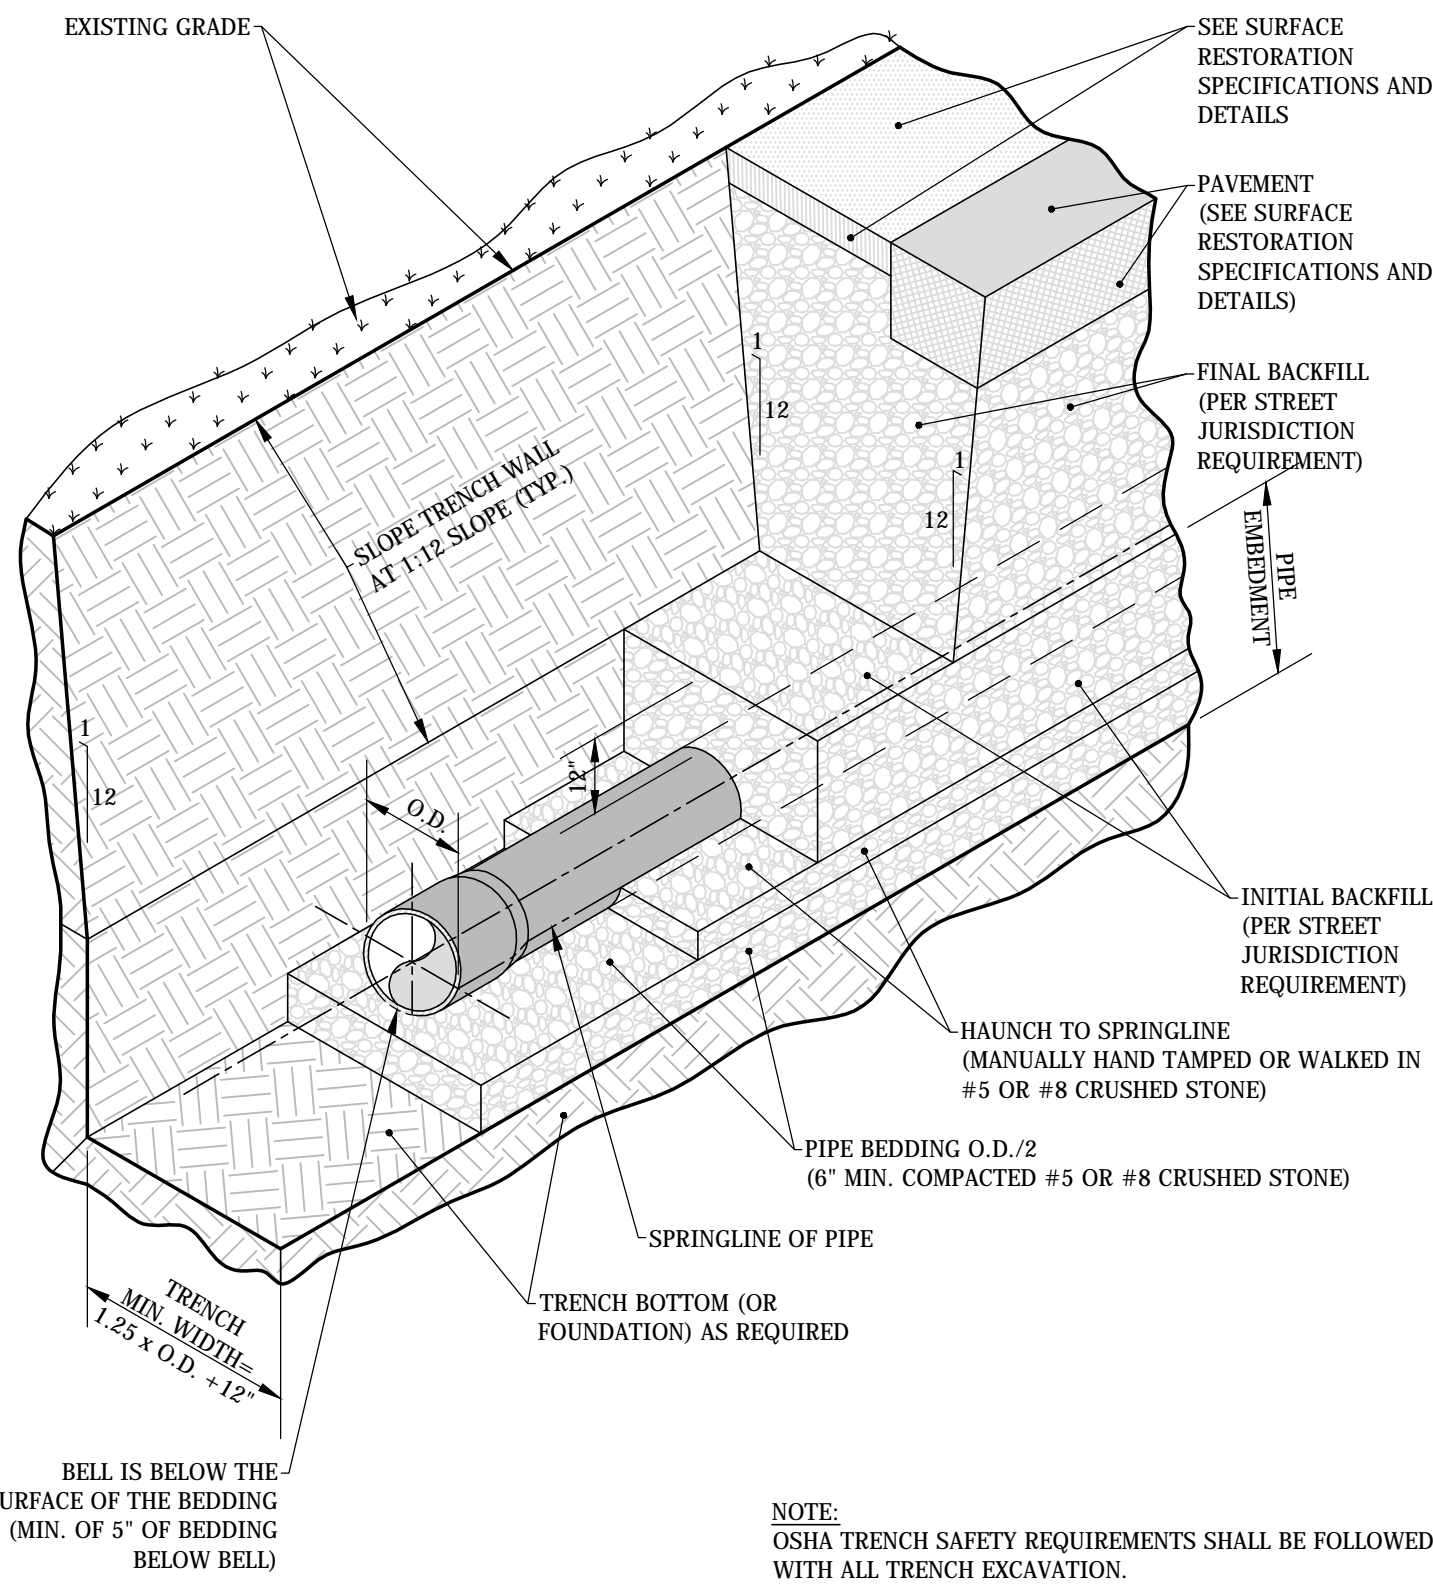 EXISTING GRADE
SEE SURFACE
RESTORATION
SPECIFICATIONS AND
DETAILS
PAVEMENT
(SEE SURFACE
RESTORATION
SPECIFICATIONS AND
DETAILS)
FINAL BACKFILL
(PER STREET
JURISDICTION
REQUIREMENT)
1
12
1
12
SLOPE TRENCH WALL
AT 1:12 SLOPE (TYP.)
PIPE
EMBEDMENT
1
12
12"
O.D.
INITIAL BACKFILL
(PER STREET
JURISDICTION
REQUIREMENT)
HAUNCH TO SPRINGLINE
(MANUALLY HAND TAMPED OR WALKED IN
#5 OR #8 CRUSHED STONE)
PIPE BEDDING O.D./2
(6" MIN. COMPACTED #5 OR #8 CRUSHED STONE)
SPRINGLINE OF PIPE
TRENCH BOTTOM (OR
FOUNDATION) AS REQUIRED
TRENCH
MIN. WIDTH=
1.25 x O.D. +12"
BELL IS BELOW THE
URFACE OF THE BEDDING
(MIN. OF 5" OF BEDDING
BELOW BELL)
NOTE:
OSHA TRENCH SAFETY REQUIREMENTS SHALL BE FOLLOWED
WITH ALL TRENCH EXCAVATION.